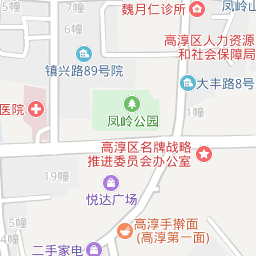 5幢
魏月仁诊所
凤岭山
高淳区人力资源
和社会保障局
镇兴路89号院
大丰路8号
7幢
医院
凤岭公园
1幢
高淳区名牌战略
推进委员会办公室
19幢
悦达广场
高淳手擀面
(高淳第一面)
9幢
二手家电